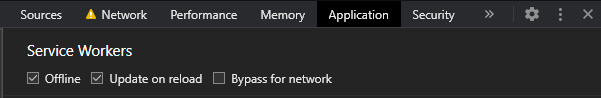 Sources Network Performance Memory Application Security »
Service Workers
Offline Update on reload Bypass for network